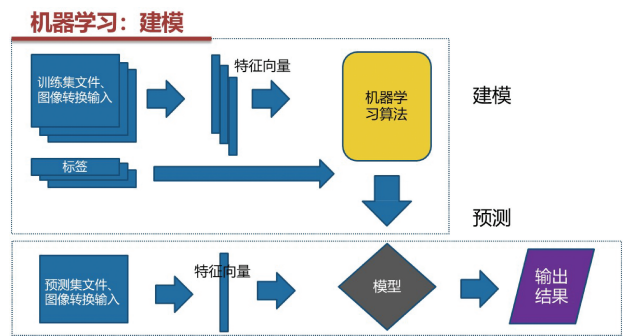 机器学习：建模
训练集文件、
图像转换输入
特征向量
机器学
习算法
建模
标签
预测
预测集文件、
图像转换输入
特征向量
模型
输出
结果